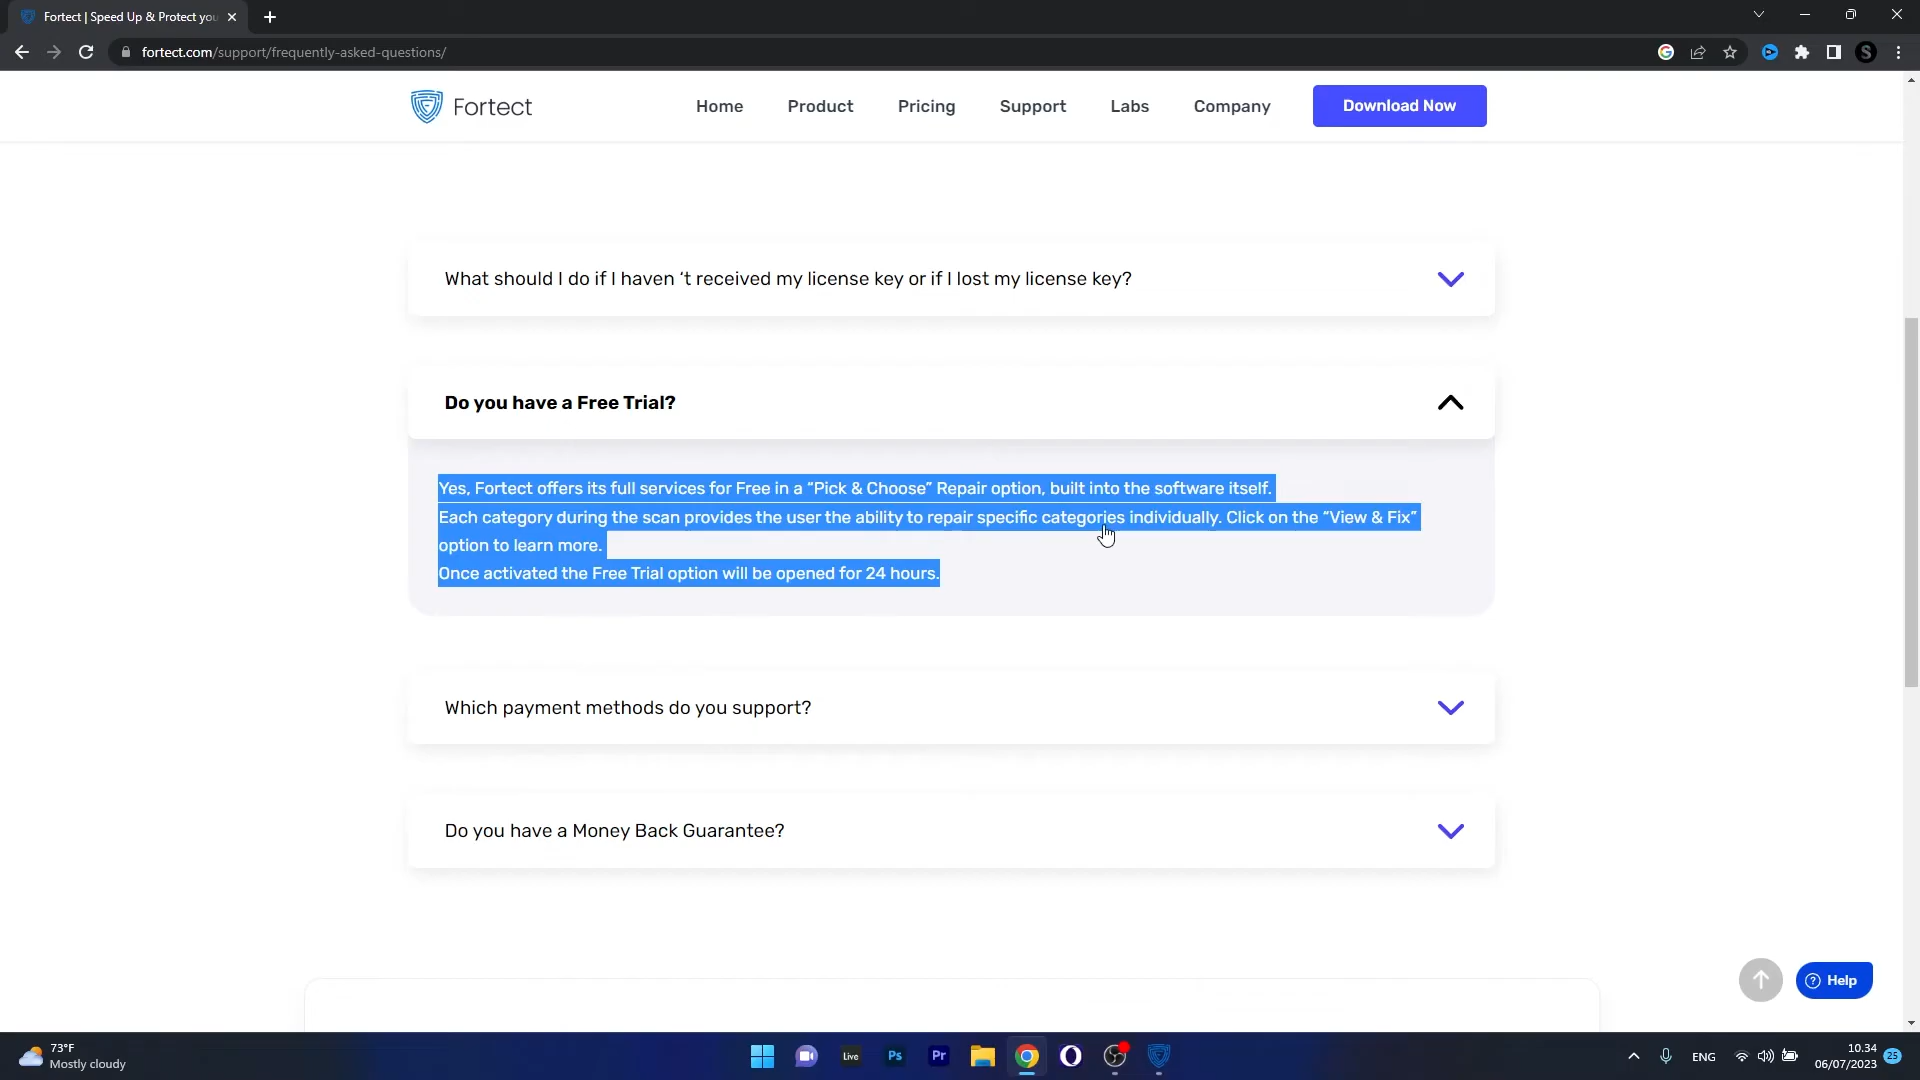 Fortect | Speed Up & Protect you
fortect.com/support/frequently-asked-questions/
S
Fortect
Home
Product
Pricing
Support
Labs
Company
Download Now
What should I do if I haven ‘t received my license key or if I lost my license key?
Do you have a Free Trial?
Yes, Fortect offers its full services for Free in a “Pick & Choose” Repair option, built into the software itself.
Each category during the scan provides the user the ability to repair specific categories individually. Click on the “View & Fix”
option to learn more.
Once activated the Free Trial option will be opened for 24 hours.
Which payment methods do you support?
Do you have a Money Back Guarantee?
Help
73°F
Mostly cloudy
Live
Ps
Pr
ENG
10.34
06/07/2023
25